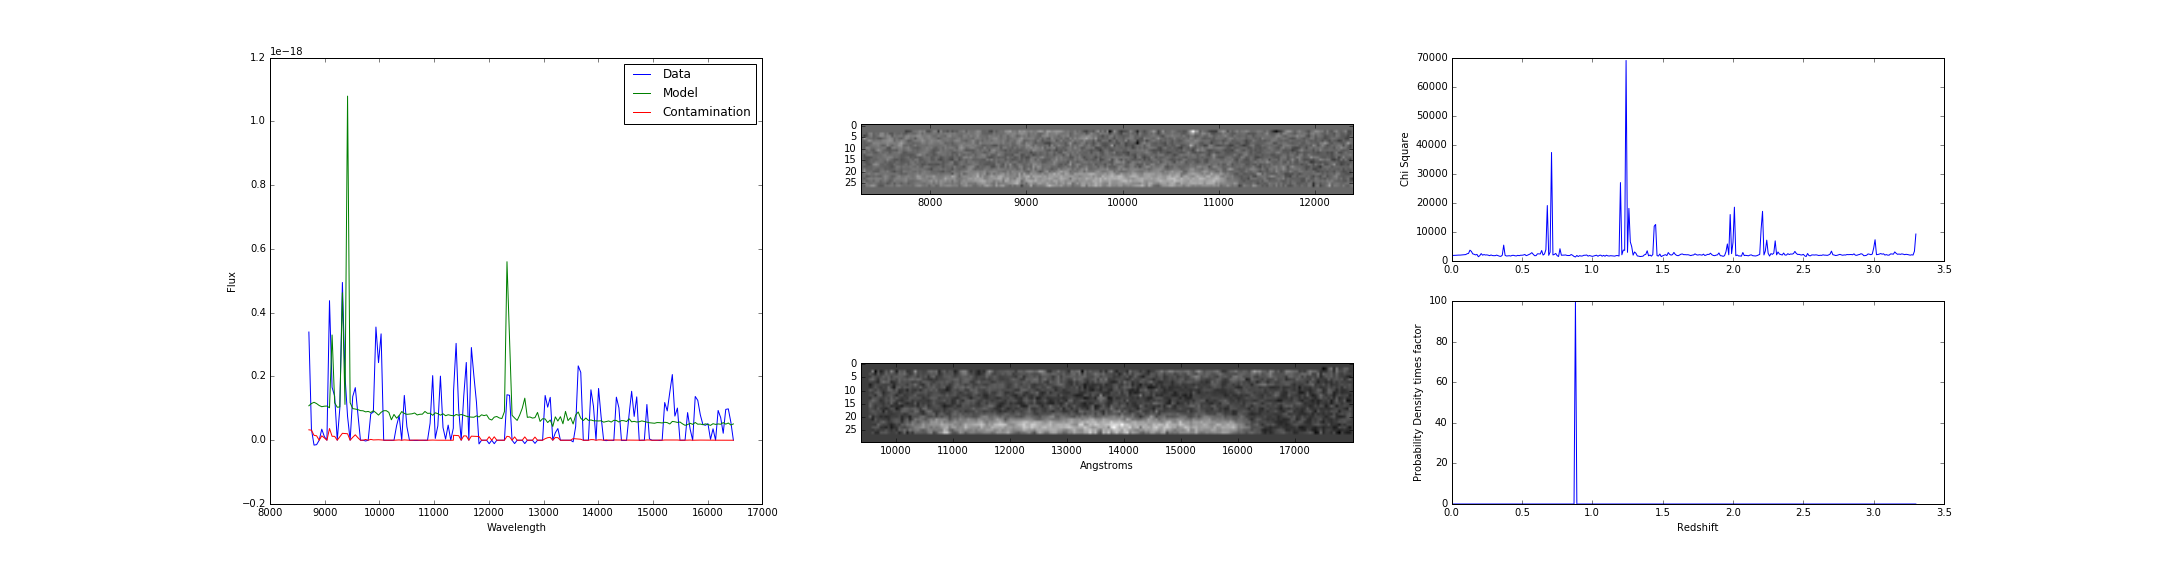 1e−18
1.2
1.0
0.8
0.6
0.4
0.2
0.0
−0.2
Flux
8000 9000 10000 11000 12000 13000 14000 15000 16000 17000
Wavelength
Data
Model
Contamination
0
5
10
15
20
25
8000 9000 10000 11000 12000
0
5
10
15
20
25
10000 11000 12000 13000 14000 15000 16000 17000
Angstroms
70000
60000
50000
40000
30000
20000
10000
0
Chi Square
0.0 0.5 1.0 1.5 2.0 2.5 3.0 3.5
100
80
60
40
20
0
Probability Density times factor
0.0 0.5 1.0 1.5 2.0 2.5 3.0 3.5
Redshift